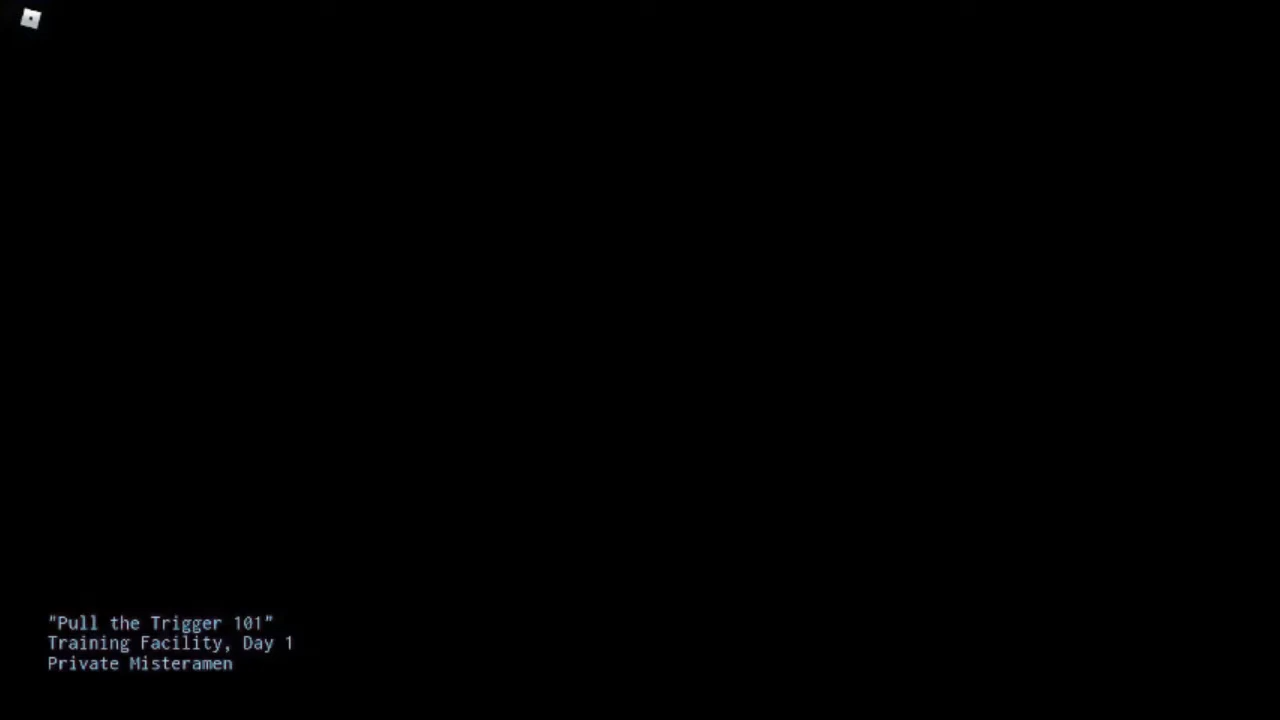 "Pull the Trigger 101"
Training Facility, Day 1
Private Misteramen